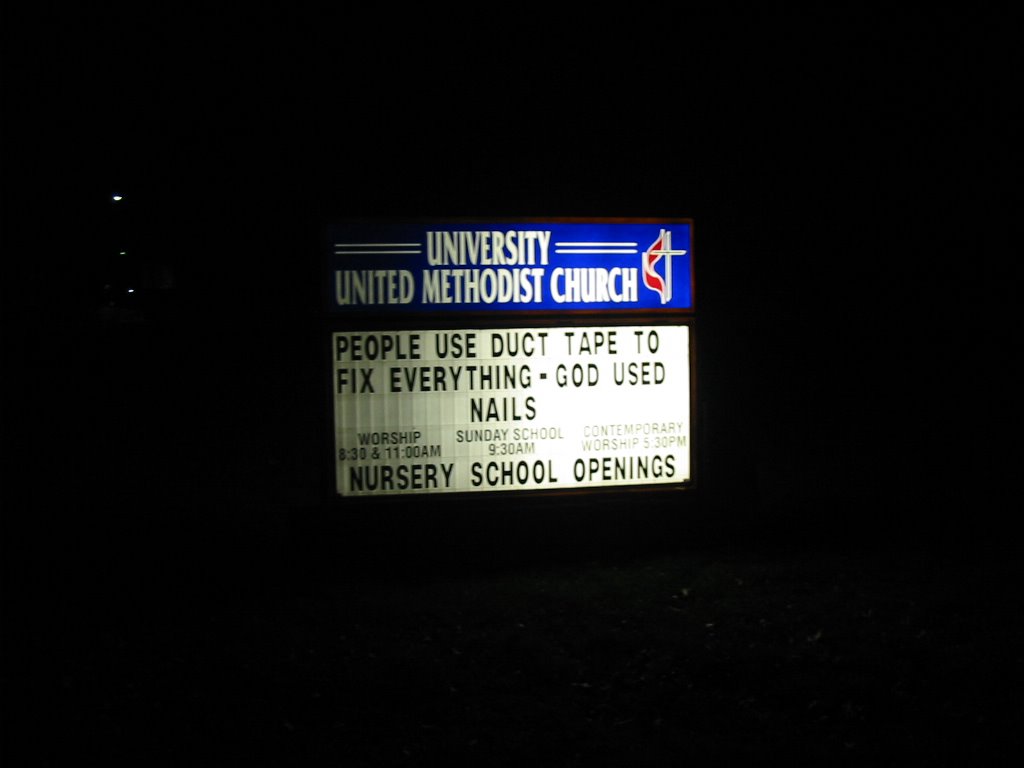 UNIVERSITY
UNITED METHODIST CHURCH
PEOPLE USE DUCT TAPE TO
FIX EVERYTHING - GOD USED
NAILS
WORSHIP
8:30 & 11:00AM
SUNDAY SCHOOL
9:30AM
CONTEMPORARY
WORSHIP 5:30PM
NURSERY SCHOOL OPENINGS